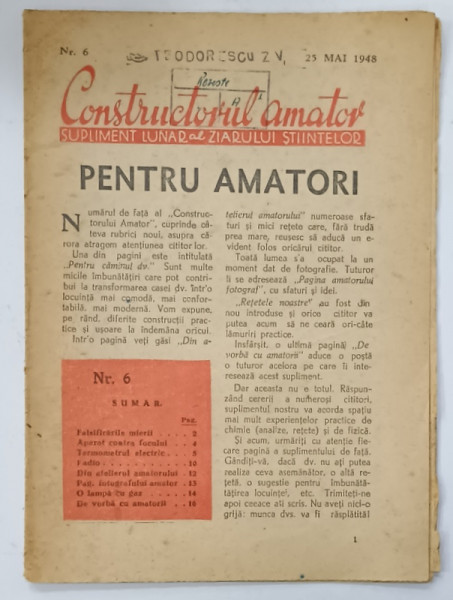 Nr. 6
TEODORESCU Z V,
25 MAI 1948
Reviste
Constructorul amator
SUPLIMENT LUNAR al ZIARULUI STIINTELOR
PENTRU AMATORI
Numărul de față al „Constructo-
torului Amator", cuprinde câ-
teva rubrici noui, asupra că-
rora atragem atențiunea cititorilor.
Una din pagini este intitulată
„Pentru căminul dv." Sunt multe
micile îmbunătățiri care pot contri-
bui la transformarea casei dv. într'o
locuință mai comodă, mai confor-
tabilă, mai modernă. Vom expune,
pe rând, diferite construcții prac-
tice și ușoare la îndemâna oricui.
Intr'o pagină veți găsi „Din a-
telierul amatorului" numeroase sfa-
turi și mici rețete care, fără trudă
prea mare, reușesc să aducă un e-
vident folos oricărui cititor.
Toată lumea s'a ocupat la un
moment dat de fotografie. Tuturor
li se adresează „Pagina amatorului
fotograf", cu sfaturi și idei.
„Rețetele noastre" au fost din
nou introduse și orice cititor va
putea acum să ne ceară ori-câte
lămuriri practice.
Insfârșit, o ultimă pagină „De
vorbă cu amatorii" aduce o poștă
a tuturor acelora pe care îi inte-
resează acest supliment.
Dar aceasta nu e totul. Răspun-
zând cererii a numeroși cititori,
suplimentul nostru va acorda spațiu
mai mult experiențelor practice de
chimie (analize, rețete) și de fizică.
Și acum, urmăriți cu atenție fie-
care pagină a suplimentului de față.
Gândiți-vă, dacă dv. nu ați putea
realiza ceva asemănător, o altă re-
țetă, o sugestie pentru îmbunătă-
tățirea locuinței, etc. Trimiteți-ne
apoi ceeace ați scris. Nu aveți nici-o
grijă: munca dvs. va fi răsplătită!
Nr. 6
SUMAR
Pag.
Falsificările mierii . . . 2
Aparat contra focului . . 4
Termometrul electric . . . 5
Radio . . . 10
Din atelierul amatorului 12
Pag. fotografului amator . 13
O lampă cu gaz . . . 14
De vorbă cu amatorii . . 16
1